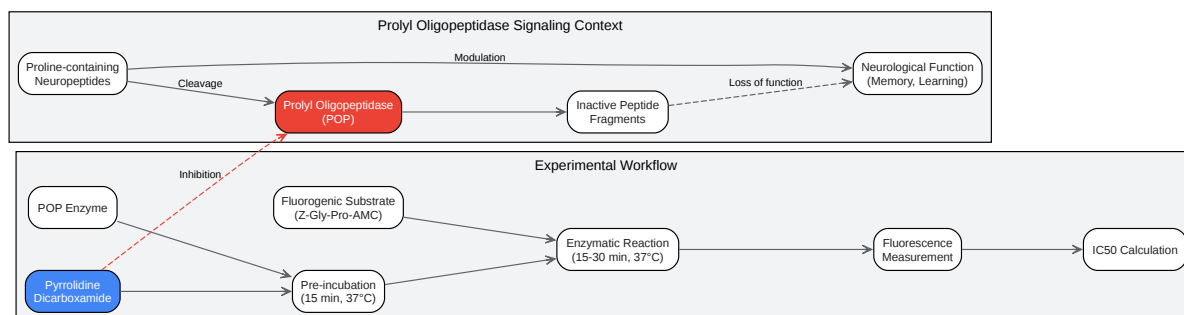 Prolyl Oligopeptidase Signaling Context
Proline-containing
Neuropeptides
Modulation
Cleavage
Prolyl Oligopeptidase
(POP)
Inactive Peptide
Fragments
Loss of function
Neurological Function
(Memory, Learning)
Inhibition
Experimental Workflow
POP Enzyme
Fluorogenic Substrate
(Z-Gly-Pro-AMC)
Pyrrolidine
Dicarboxamide
Pre-incubation
(15 min, 37°C)
Enzymatic Reaction
(15-30 min, 37°C)
Fluorescence
Measurement
IC50 Calculation